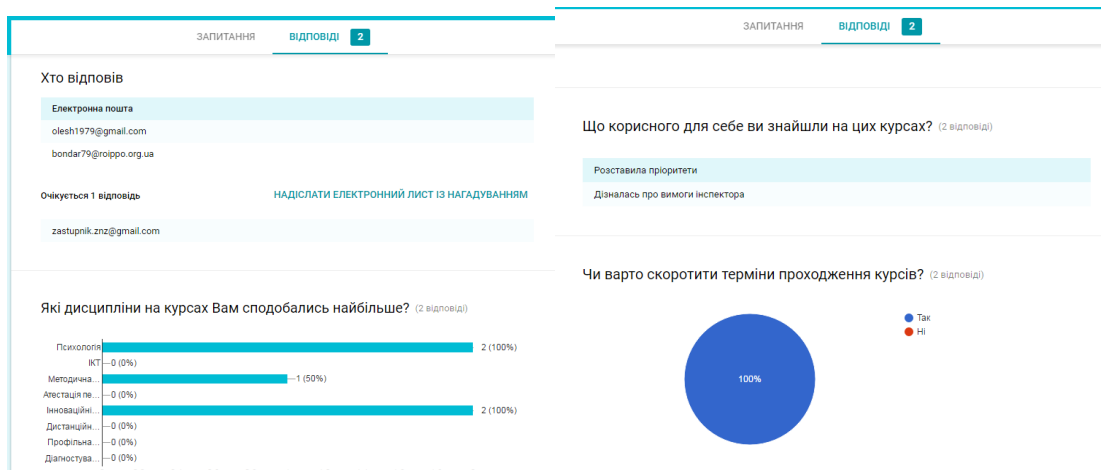 ЗАПИТАННЯ ВІДПОВІДІ 2
Хто відповів
Електронна пошта
olesh1979@gmail.com
bondar79@roippo.org.ua
Очікується 1 відповідь НАДІСЛАТИ ЕЛЕКТРОННИЙ ЛИСТ ІЗ НАГАДУВАННЯМ
zastupnik.znz@gmail.com
Які дисципліни на курсах Вам сподобались найбільше? (2 відповіді)
Психологія 2 (100%)
ІКТ 0 (0%)
Методична... 1 (50%)
Атестація пе... 0 (0%)
Інноваційні... 2 (100%)
Дистанційн... 0 (0%)
Профільна... 0 (0%)
Діагностува... 0 (0%)
ЗАПИТАННЯ ВІДПОВІДІ 2
Що корисного для себе ви знайшли на цих курсах? (2 відповіді)
Розставила пріоритети
Дізналась про вимоги інспектора
Чи варто скоротити терміни проходження курсів? (2 відповіді)
Так
Ні
100%